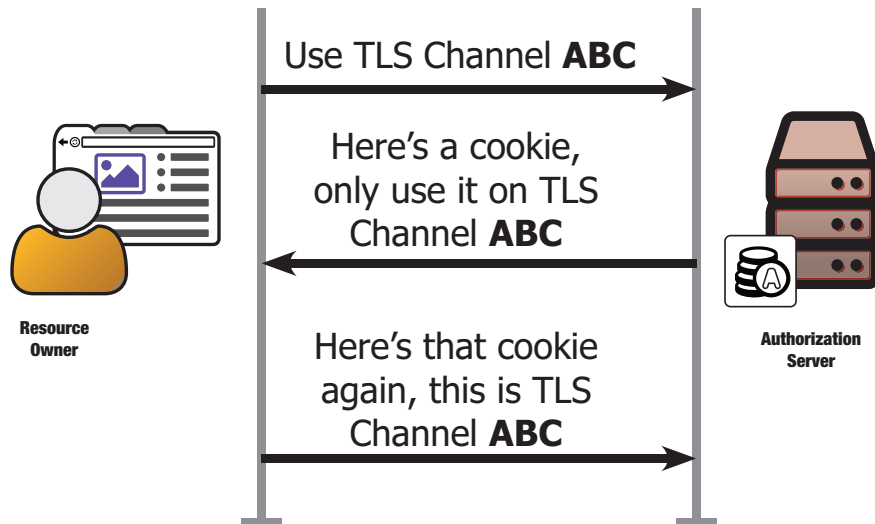 Use TLS Channel ABC
Here's a cookie,
only use it on TLS
Channel ABC
Resource
Owner
A
Authorization
Server
Here's that cookie
again, this is TLS
Channel ABC